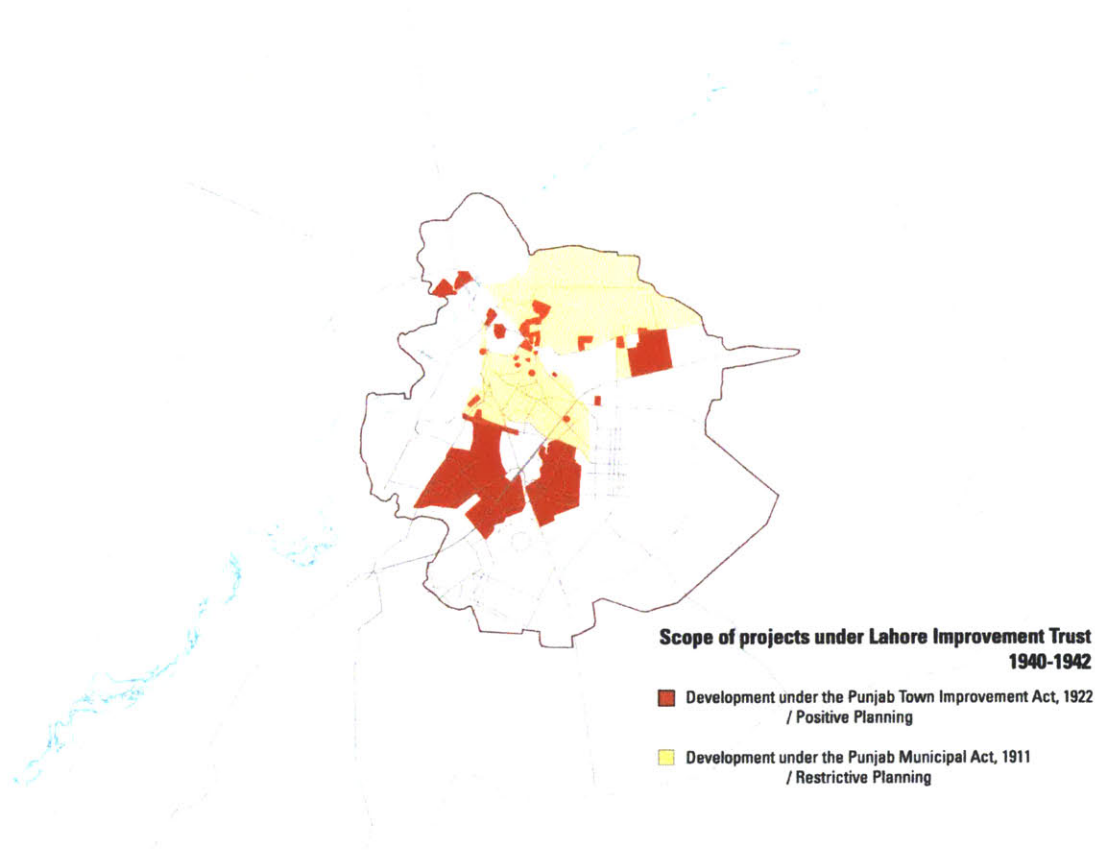 Scope of projects under Lahore Improvement Trust
1940-1942
Development under the Punjab Town Improvement Act, 1922
/ Positive Planning
Development under the Punjab Municipal Act, 1911
/ Restrictive Planning